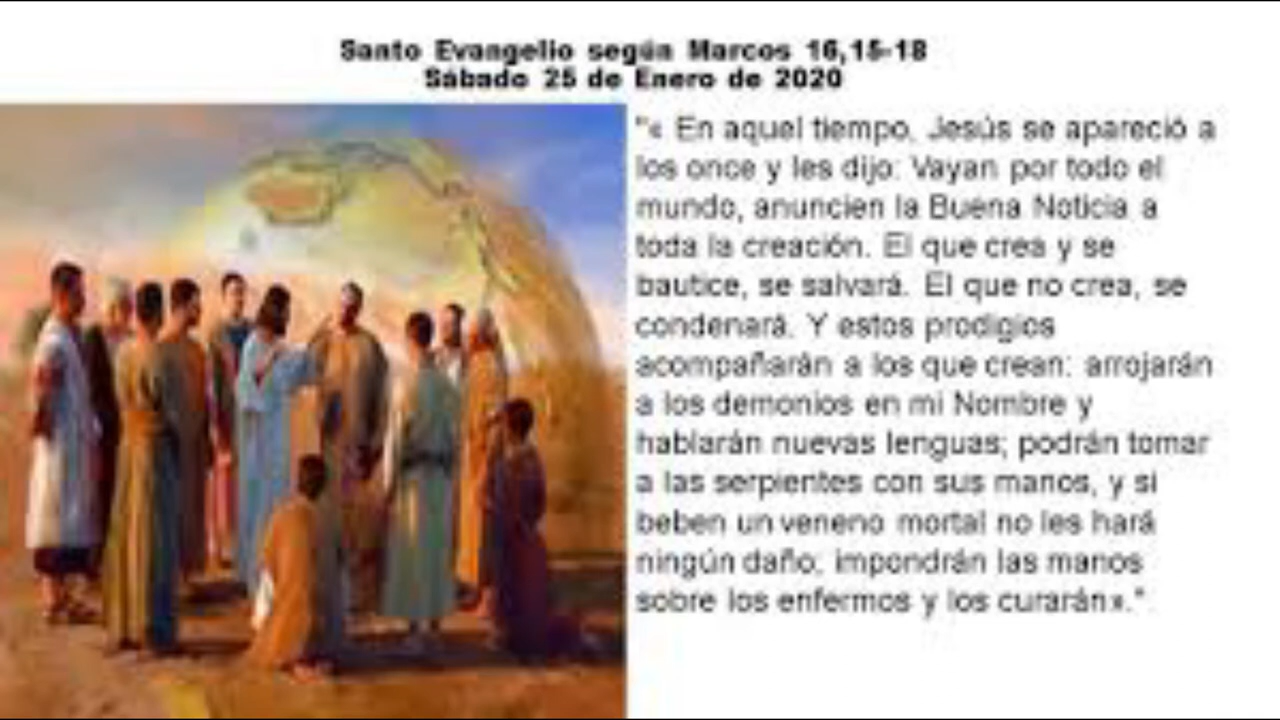 Santo Evangelio según Marcos 16,15-18
Sábado 25 de Enero de 2020
"« En aquel tiempo, Jesús se apareció a
los once y les dijo: Vayan por todo el
mundo, anuncien la Buena Noticia a
toda la creación. El que crea y se
bautice, se salvará. El que no crea, se
condenará. Y estos prodigios
acompañarán a los que crean: arrojarán
a los demonios en mi Nombre y
hablarán nuevas lenguas; podrán tomar
a las serpientes con sus manos, y si
beben un veneno mortal no les hará
ningún daño; impondrán las manos
sobre los enfermos y los curarán»."